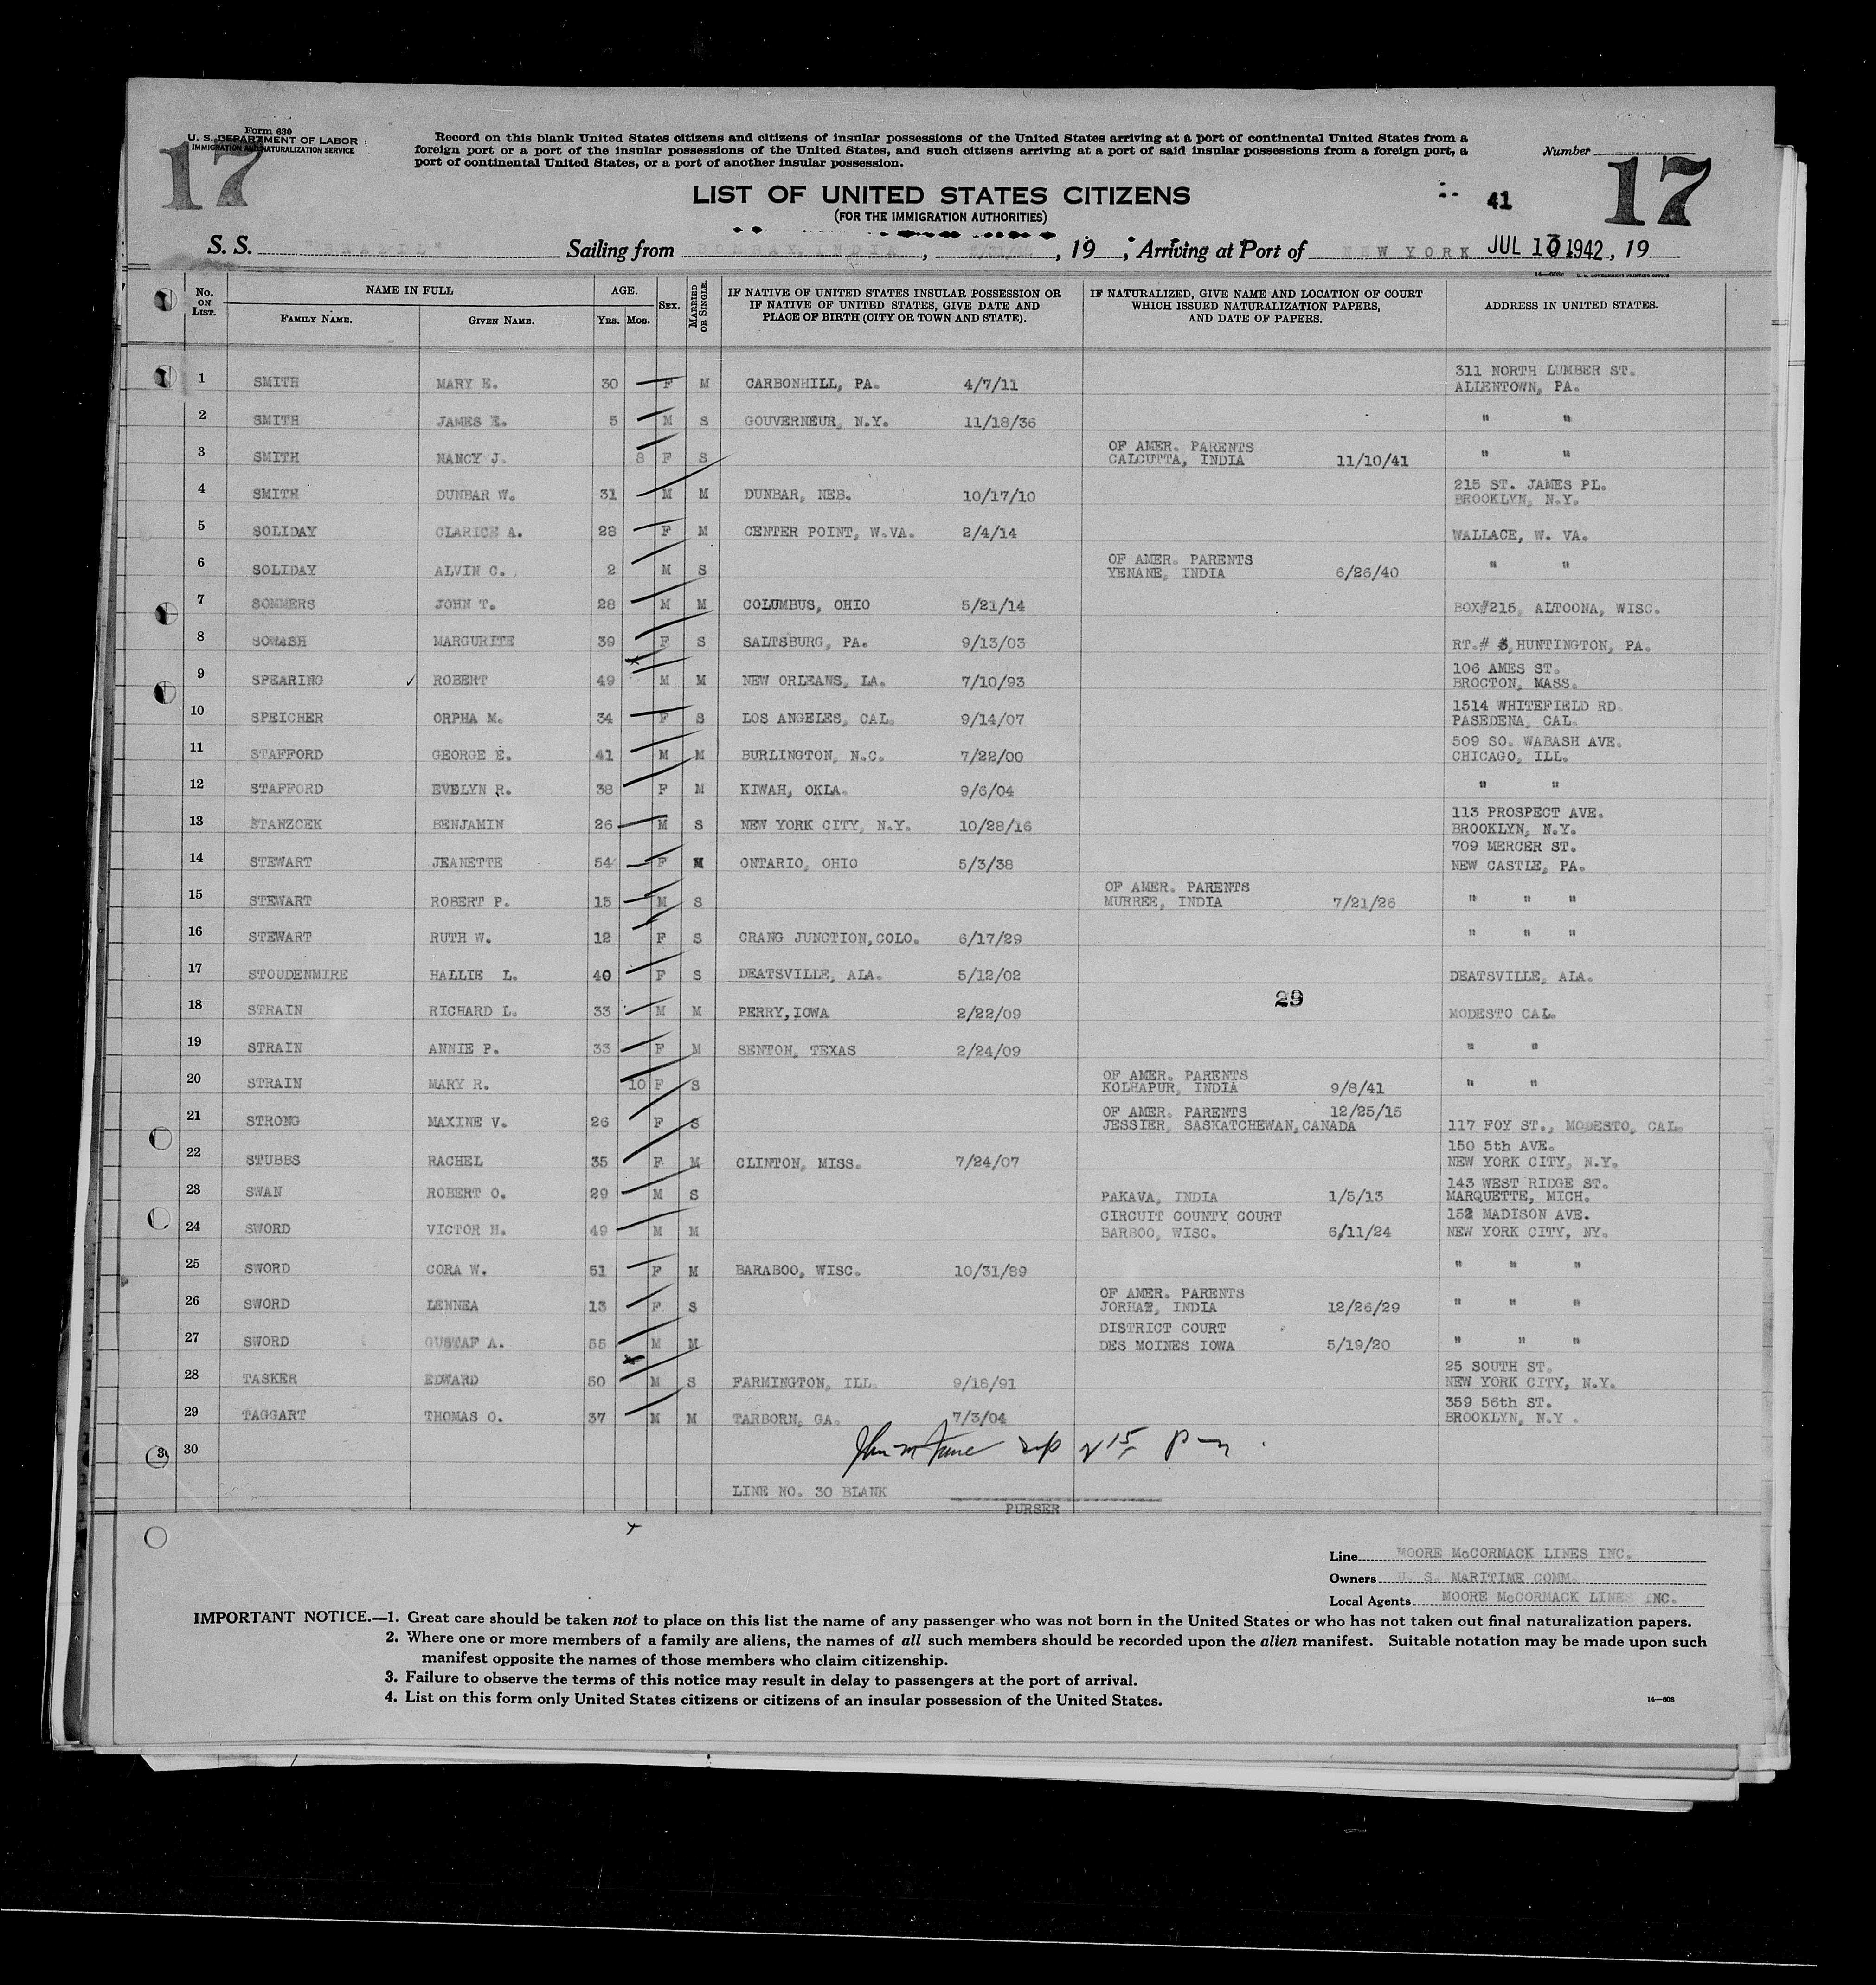 Form 630
U. S. DEPARTMENT OF LABOR
IMMIGRATION AND NATURALIZATION SERVICE
17
Record on this blank United States citizens and citizens of insular possessions of the United States arriving at a port of continental United States from a
foreign port or a port of the insular possessions of the United States, and such citizens arriving at a port of said insular possessions from a foreign port, a
port of continental United States, or a port of another insular possession.
Number
17
LIST OF UNITED STATES CITIZENS
(FOR THE IMMIGRATION AUTHORITIES)
41
S. S. "BRAZIL" Sailing from BOMBAY, INDIA, 5/31/42, 19 ; Arriving at Port of NEW YORK JUL 1942, 19
14—608c U. S. GOVERNMENT PRINTING OFFICE
No. ON LIST. NAME IN FULL FAMILY NAME. GIVEN NAME. AGE. YRS. MOS. SEX. MARRIED OR SINGLE. IF NATIVE OF UNITED STATES INSULAR POSSESSION OR IF NATIVE OF UNITED STATES, GIVE DATE AND PLACE OF BIRTH (CITY OR TOWN AND STATE). IF NATURALIZED, GIVE NAME AND LOCATION OF COURT WHICH ISSUED NATURALIZATION PAPERS, AND DATE OF PAPERS. ADDRESS IN UNITED STATES.
1 SMITH MARY E. 30 F M CARBONHILL, PA. 4/7/11 311 NORTH LUMBER ST. ALLENTOWN, PA.
2 SMITH JAMES E. 5 M S GOUVERNEUR, N.Y. 11/18/36 " "
3 SMITH NANCY J. 8 F S OF AMER. PARENTS CALCUTTA, INDIA 11/10/41 " "
4 SMITH DUNBAR W. 31 M M DUNBAR, NEB. 10/17/10 215 ST. JAMES PL. BROOKLYN, N.Y.
5 SOLIDAY CLARICE A. 28 F M CENTER POINT, W.VA. 2/4/14 WALLACE, W. VA.
6 SOLIDAY ALVIN C. 2 M S OF AMER. PARENTS YENANE, INDIA 6/26/40 " "
7 SOMMERS JOHN T. 28 M M COLUMBUS, OHIO 5/21/14 BOX#215, ALTOONA, WISC.
8 SOWASH MARGURITE 39 F S SALTSBURG, PA. 9/13/03 RT.# 3, HUNTINGTON, PA.
9 SPEARING ✓ ROBERT 49 M M NEW ORLEANS, LA. 7/10/93 106 AMES ST. BROCTON, MASS.
10 SPEICHER ORPHA M. 34 F S LOS ANGELES, CAL. 9/14/07 1514 WHITEFIELD RD. PASEDENA, CAL.
11 STAFFORD GEORGE E. 41 M M BURLINGTON, N.C. 7/22/00 509 SO. WABASH AVE. CHICAGO, ILL.
12 STAFFORD EVELYN R. 38 F M KIWAH, OKLA. 9/6/04 " "
13 STANZCEK BENJAMIN 26 M S NEW YORK CITY, N.Y. 10/28/16 113 PROSPECT AVE. BROOKLYN, N.Y.
14 STEWART JEANETTE 54 F M ONTARIO, OHIO 5/3/38 709 MERCER ST. NEW CASTLE, PA.
15 STEWART ROBERT P. 15 M S OF AMER. PARENTS MURREE, INDIA 7/21/26 " " "
16 STEWART RUTH W. 12 F S CRANG JUNCTION, COLO. 6/17/29 " " "
17 STOUDENMIRE HALLIE L. 40 F S DEATSVILLE, ALA. 5/12/02 DEATSVILLE, ALA.
29
18 STRAIN RICHARD L. 33 M M PERRY, IOWA 2/22/09 MODESTO CAL.
19 STRAIN ANNIE P. 33 F M SENTON, TEXAS 2/24/09 " "
20 STRAIN MARY R. 10 F S OF AMER. PARENTS KOLHAPUR, INDIA 9/8/41 " "
21 STRONG MAXINE V. 26 F S OF AMER. PARENTS 12/25/15 JESSIER, SASKATCHEWAN, CANADA 117 FOY ST., MODESTO, CAL.
22 STUBBS RACHEL 35 F M CLINTON, MISS. 7/24/07 150 5th AVE. NEW YORK CITY, N.Y.
23 SWAN ROBERT O. 29 M S PAKAVA, INDIA 1/5/13 143 WEST RIDGE ST. MARQUETTE, MICH.
24 SWORD VICTOR H. 49 M M CIRCUIT COUNTY COURT BARBOO, WISC. 6/11/24 152 MADISON AVE. NEW YORK CITY, NY.
25 SWORD CORA W. 51 F M BARABOO, WISC. 10/31/89 " " "
26 SWORD LENNEA 13 F S OF AMER. PARENTS JORHAT, INDIA 12/26/29 " " "
27 SWORD GUSTAF A. 55 M M DISTRICT COURT DES MOINES IOWA 5/19/20 " " "
28 TASKER EDWARD 50 M S FARMINGTON, ILL. 9/18/91 25 SOUTH ST. NEW YORK CITY, N.Y.
29 TAGGART THOMAS O. 37 M M TARBORN, GA. 7/3/04 359 56th ST. BROOKLYN, N.Y.
30
LINE NO. 30 BLANK
PURSER
Line MOORE McCORMACK LINES INC.
Owners U. S. MARITIME COMM.
Local Agents MOORE McCORMACK LINES INC.
IMPORTANT NOTICE.—1. Great care should be taken not to place on this list the name of any passenger who was not born in the United States or who has not taken out final naturalization papers.
2. Where one or more members of a family are aliens, the names of all such members should be recorded upon the alien manifest. Suitable notation may be made upon such
manifest opposite the names of those members who claim citizenship.
3. Failure to observe the terms of this notice may result in delay to passengers at the port of arrival.
4. List on this form only United States citizens or citizens of an insular possession of the United States.
14—608